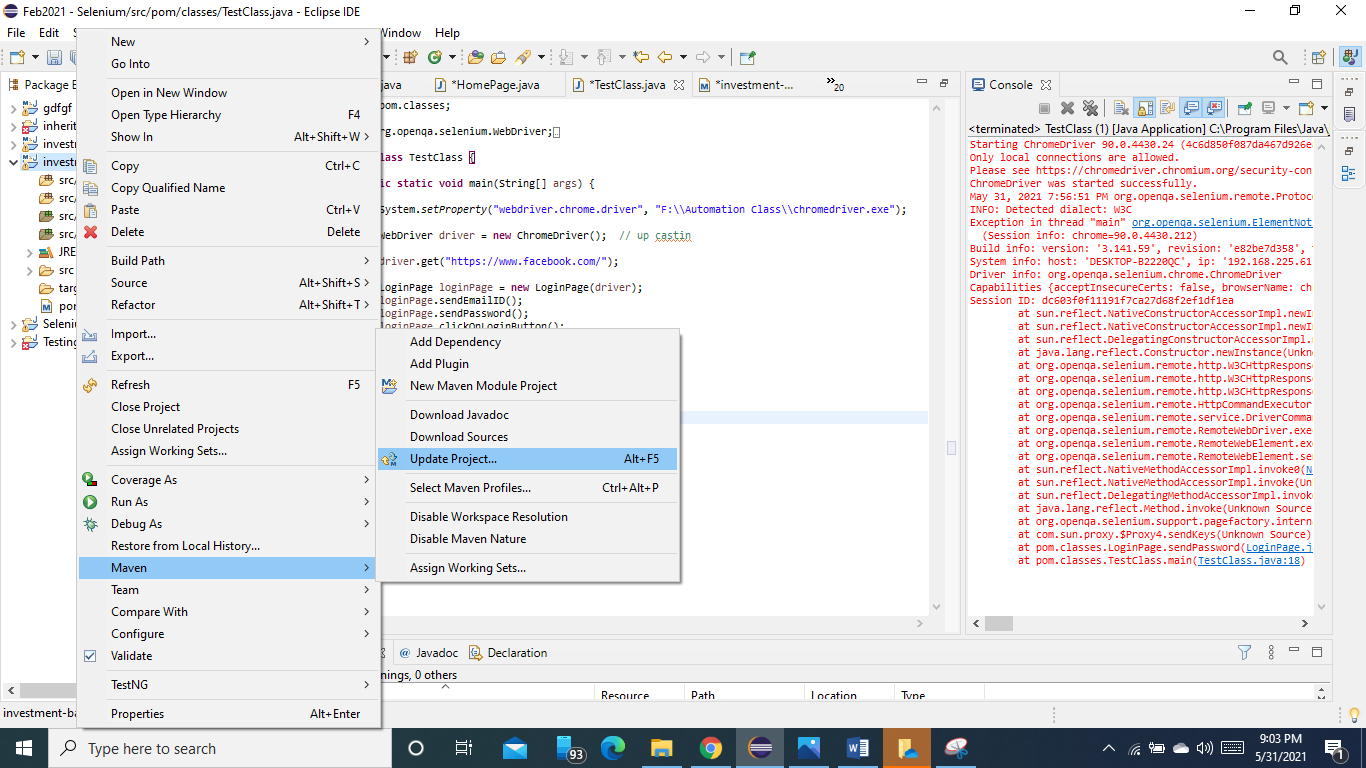 Feb2021 - Selenium/src/pom/classes/TestClass.java - Eclipse IDE
File Edit Window Help
Package E
gdfgf
inherit
investm
investm
src/
src/
src/
src/
JRE
src
targ
pom
Seleniu
Testing
New
Go Into
Open in New Window
Open Type Hierarchy F4
Show In Alt+Shift+W >
Copy Ctrl+C
Copy Qualified Name
Paste Ctrl+V
Delete Delete
Build Path
Source Alt+Shift+S >
Refactor Alt+Shift+T >
Import...
Export...
Refresh F5
Close Project
Close Unrelated Projects
Assign Working Sets...
Coverage As
Run As
Debug As
Restore from Local History...
Maven
Team
Compare With
Configure
Validate
TestNG
Properties Alt+Enter
Add Dependency
Add Plugin
New Maven Module Project
Download Javadoc
Download Sources
Update Project... Alt+F5
Select Maven Profiles... Ctrl+Alt+P
Disable Workspace Resolution
Disable Maven Nature
Assign Working Sets...
java *HomePage.java *TestClass.java *investment-... »20
pom.classes;
rg.openqa.selenium.WebDriver;
lass TestClass {
ic static void main(String[] args) {
System.setProperty("webdriver.chrome.driver", "F:\\Automation Class\\chromedriver.exe");
WebDriver driver = new ChromeDriver(); // up castin
driver.get("https://www.facebook.com/");
LoginPage loginPage = new LoginPage(driver);
loginPage.sendEmailID();
loginPage.sendPassword();
loginPage.clickOnLoginButton();
Console
<terminated> TestClass (1) [Java Application] C:\Program Files\Java\
Starting ChromeDriver 90.0.4430.24 (4c6d850f087da467d926e
Only local connections are allowed.
Please see https://chromedriver.chromium.org/security-con
ChromeDriver was started successfully.
May 31, 2021 7:56:51 PM org.openqa.selenium.remote.Protoc
INFO: Detected dialect: W3C
Exception in thread "main" org.openqa.selenium.ElementNot
(Session info: chrome=90.0.4430.212)
Build info: version: '3.141.59', revision: 'e82be7d358',
System info: host: 'DESKTOP-B2220QC', ip: '192.168.225.61
Driver info: org.openqa.selenium.chrome.ChromeDriver
Capabilities {acceptInsecureCerts: false, browserName: ch
Session ID: dc603f0f11191f7ca27d68f2ef1df1ea
at sun.reflect.NativeConstructorAccessorImpl.newI
at sun.reflect.NativeConstructorAccessorImpl.newI
at sun.reflect.DelegatingConstructorAccessorImpl.
at java.lang.reflect.Constructor.newInstance(Unkn
at org.openqa.selenium.remote.http.W3CHttpRespons
at org.openqa.selenium.remote.http.W3CHttpRespons
at org.openqa.selenium.remote.http.W3CHttpRespons
at org.openqa.selenium.remote.HttpCommandExecutor
at org.openqa.selenium.remote.service.DriverComma
at org.openqa.selenium.remote.RemoteWebDriver.exe
at org.openqa.selenium.remote.RemoteWebElement.ex
at org.openqa.selenium.remote.RemoteWebElement.se
at sun.reflect.NativeMethodAccessorImpl.invoke0(N
at sun.reflect.NativeMethodAccessorImpl.invoke(Un
at sun.reflect.DelegatingMethodAccessorImpl.invok
at java.lang.reflect.Method.invoke(Unknown Source
at org.openqa.selenium.support.pagefactory.intern
at com.sun.proxy.$Proxy4.sendKeys(Unknown Source)
at pom.classes.LoginPage.sendPassword(LoginPage.j
at pom.classes.TestClass.main(TestClass.java:18)
@ Javadoc Declaration
nings, 0 others
Resource Path Location Type
investment-ba
Type here to search
93
9:03 PM
5/31/2021
1